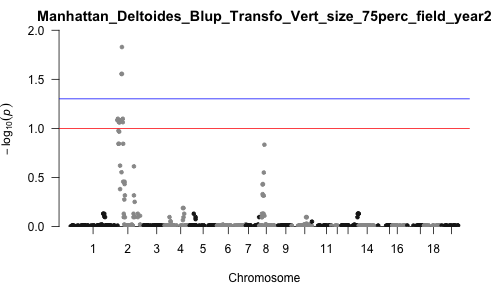 Manhattan_Deltoides_Blup_Transfo_Vert_size_75perc_field_year2
2.0
1.5
1.0
0.5
0.0
− log10(p)
1 2 3 4 5 6 7 8 9 11 14 16 18
Chromosome